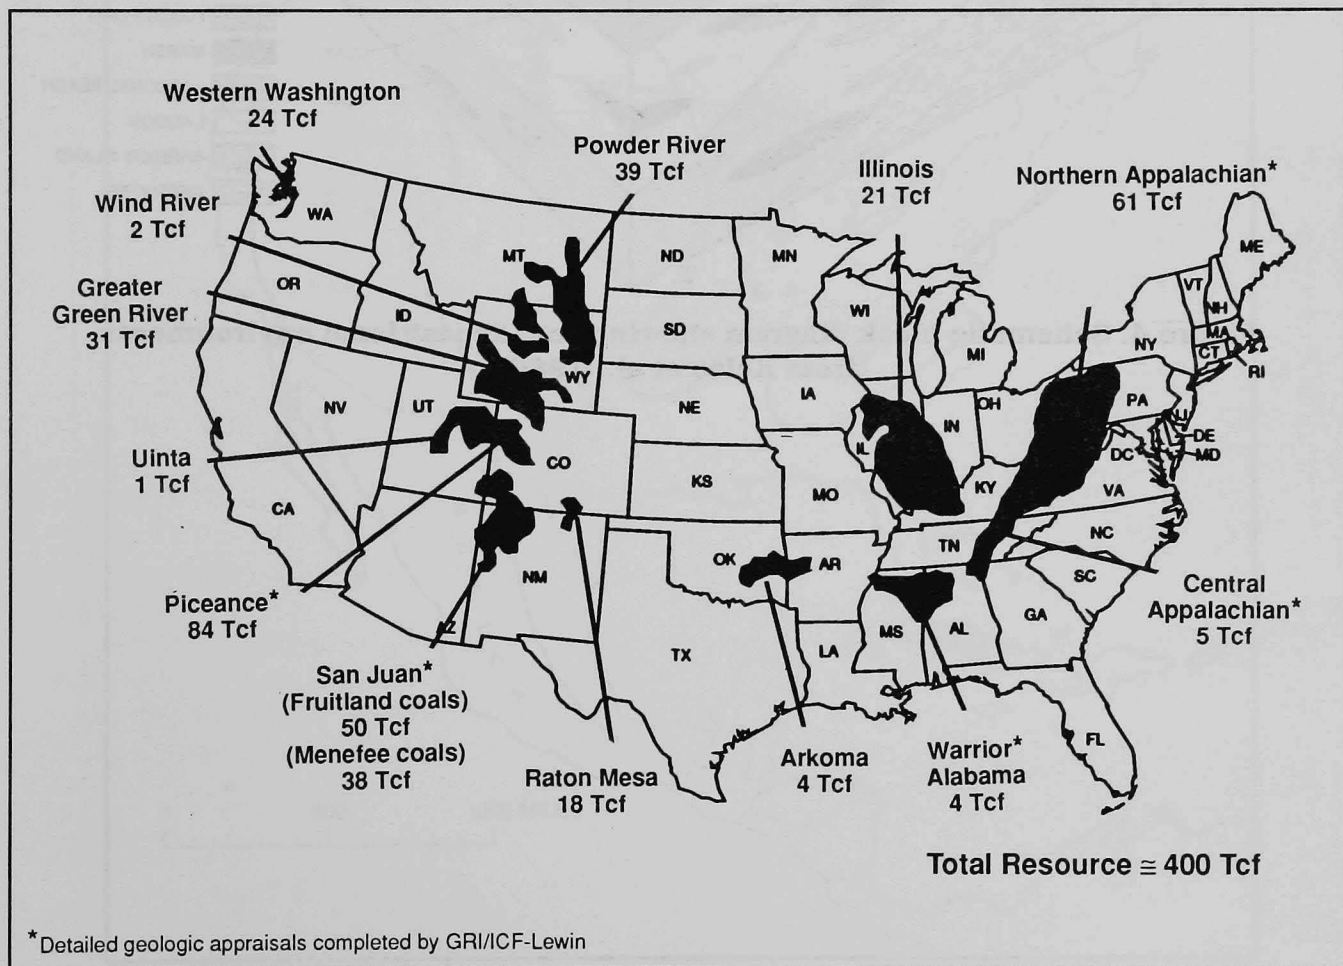 Western Washington
24 Tcf
Powder River
39 Tcf
Illinois
21 Tcf
Northern Appalachian*
61 Tcf
Wind River
2 Tcf
Greater
Green River
31 Tcf
Uinta
1 Tcf
Piceance*
84 Tcf
San Juan*
(Fruitland coals)
50 Tcf
(Menefee coals)
38 Tcf
Raton Mesa
18 Tcf
Arkoma
4 Tcf
Warrior*
Alabama
4 Tcf
Central
Appalachian*
5 Tcf
WA
OR
ID
MT
ND
MN
WI
MI
SD
WY
NE
IA
IL
IN
OH
PA
NY
VT
NH
ME
MA
CT
RI
DE
MD
DC
VA
KY
NV
UT
CO
KS
MO
CA
AZ
NM
OK
AR
TN
NC
SC
TX
LA
MS
AL
GA
FL
Total Resource ≅ 400 Tcf
*Detailed geologic appraisals completed by GRI/ICF-Lewin